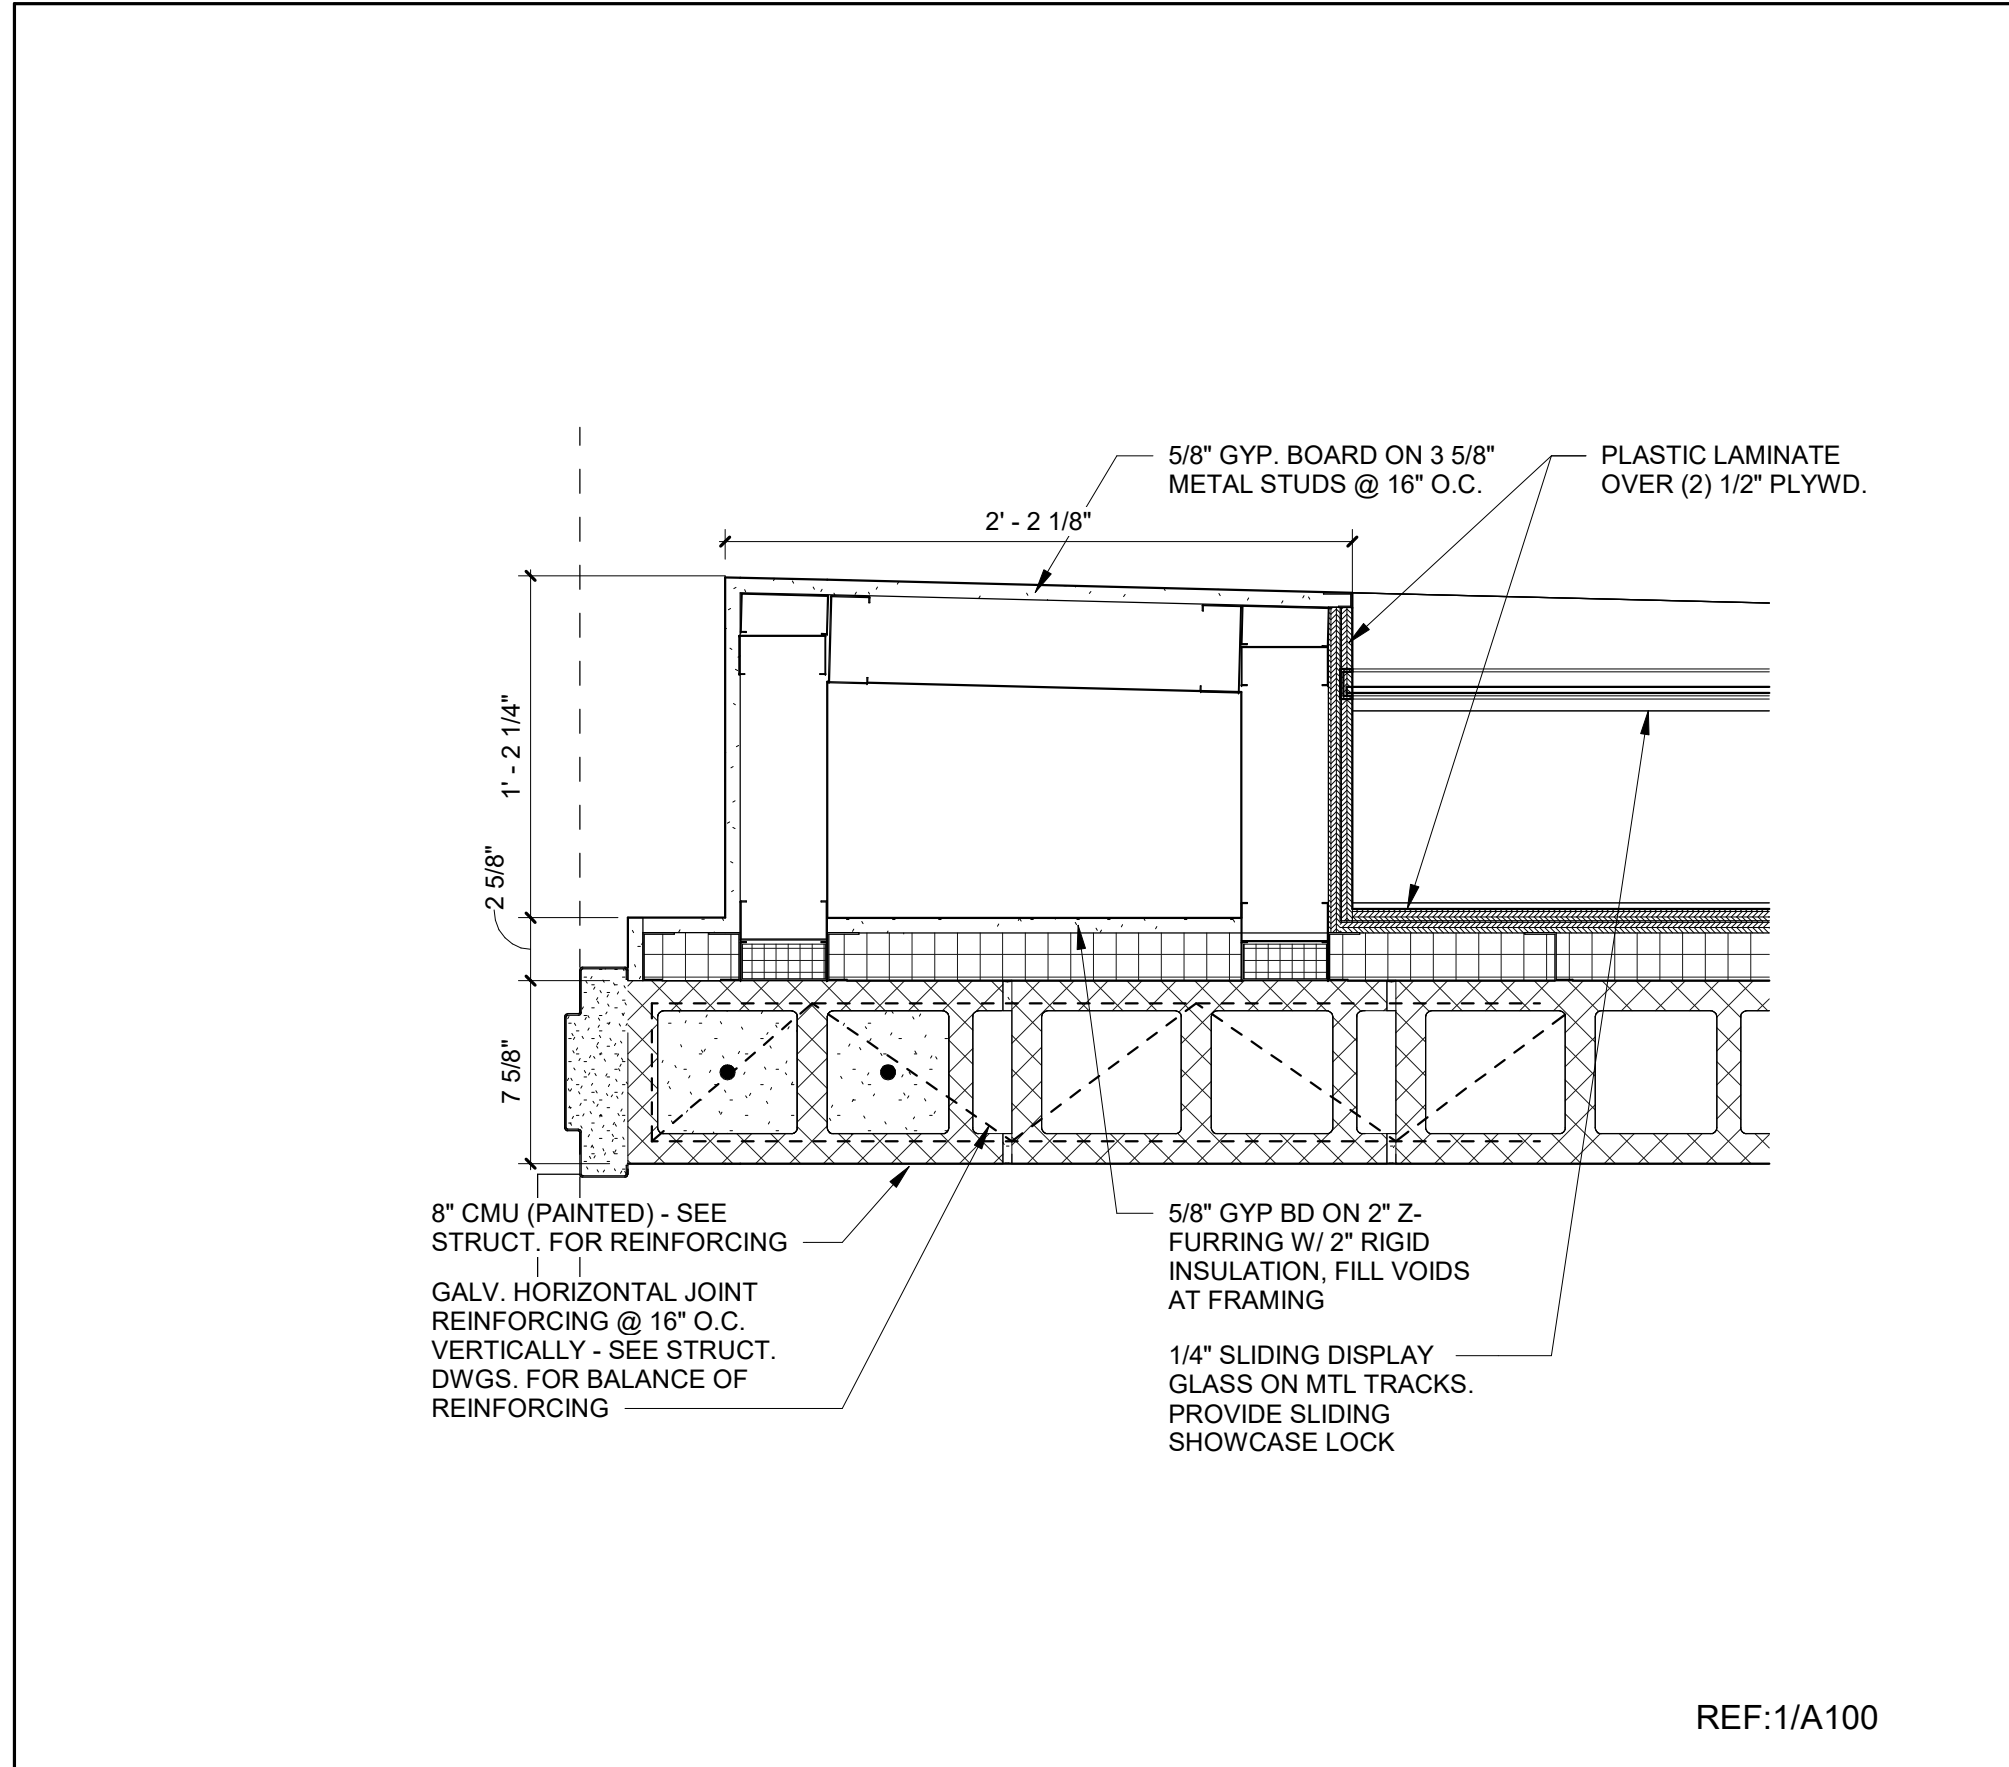 5/8" GYP. BOARD ON 3 5/8"
METAL STUDS @ 16" O.C.
PLASTIC LAMINATE
OVER (2) 1/2" PLYWD.
2' - 2 1/8"
1' - 2 1/4"
2 5/8"
7 5/8"
8" CMU (PAINTED) - SEE
STRUCT. FOR REINFORCING
GALV. HORIZONTAL JOINT
REINFORCING @ 16" O.C.
VERTICALLY - SEE STRUCT.
DWGS. FOR BALANCE OF
REINFORCING
5/8" GYP BD ON 2" Z-
FURRING W/ 2" RIGID
INSULATION, FILL VOIDS
AT FRAMING
1/4" SLIDING DISPLAY
GLASS ON MTL TRACKS.
PROVIDE SLIDING
SHOWCASE LOCK
REF:1/A100